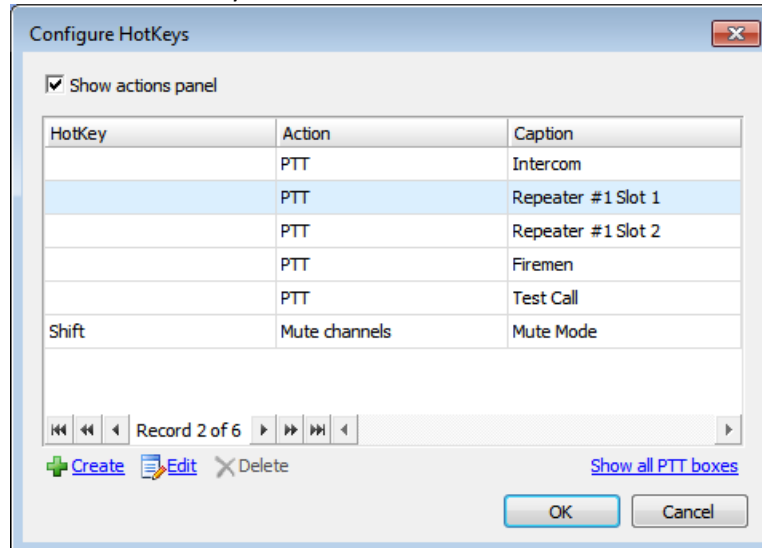 Configure HotKeys
Show actions panel
HotKey Action Caption
PTT Intercom
PTT Repeater #1 Slot 1
PTT Repeater #1 Slot 2
PTT Firemen
PTT Test Call
Shift Mute channels Mute Mode
Record 2 of 6
Create Edit Delete Show all PTT boxes
OK Cancel